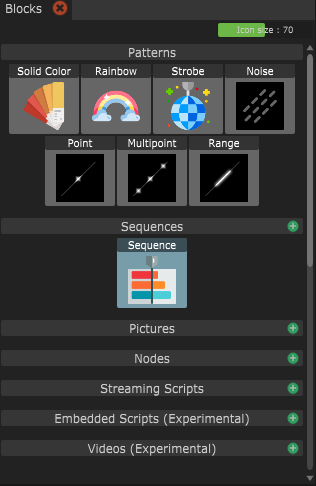 Blocks
Icon size : 70
Patterns
Solid Color Rainbow Strobe Noise
Point Multipoint Range
Sequences
Sequence
Pictures
Nodes
Streaming Scripts
Embedded Scripts (Experimental)
Videos (Experimental)